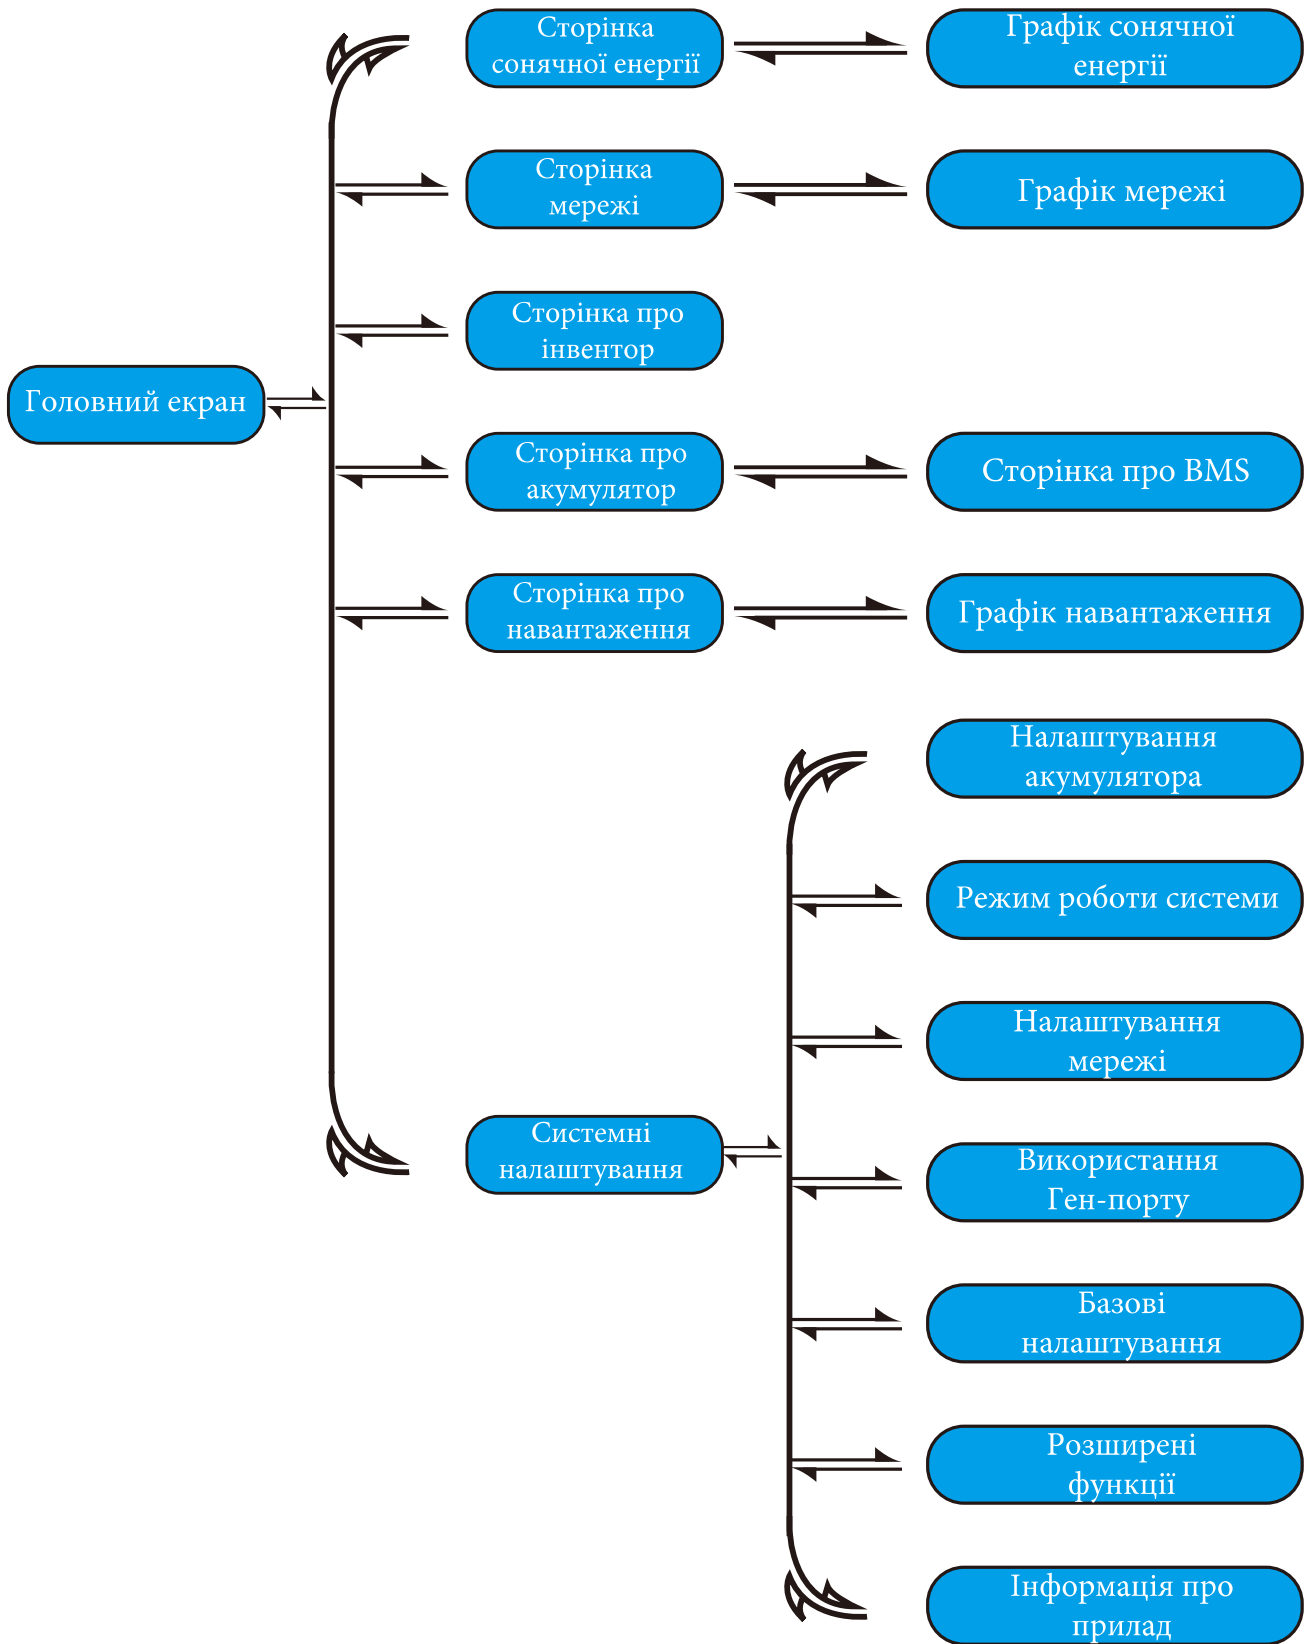 Сторінка
сонячної енергії
Графік сонячної
енергії
Сторінка
мережі
Графік мережі
Сторінка про
інвентор
Головний екран
Сторінка про
акумулятор
Сторінка про BMS
Сторінка про
навантаження
Графік навантаження
Налаштування
акумулятора
Режим роботи системи
Налаштування
мережі
Системні
налаштування
Використання
Ген-порту
Базові
налаштування
Розширені
функції
Інформація про
прилад